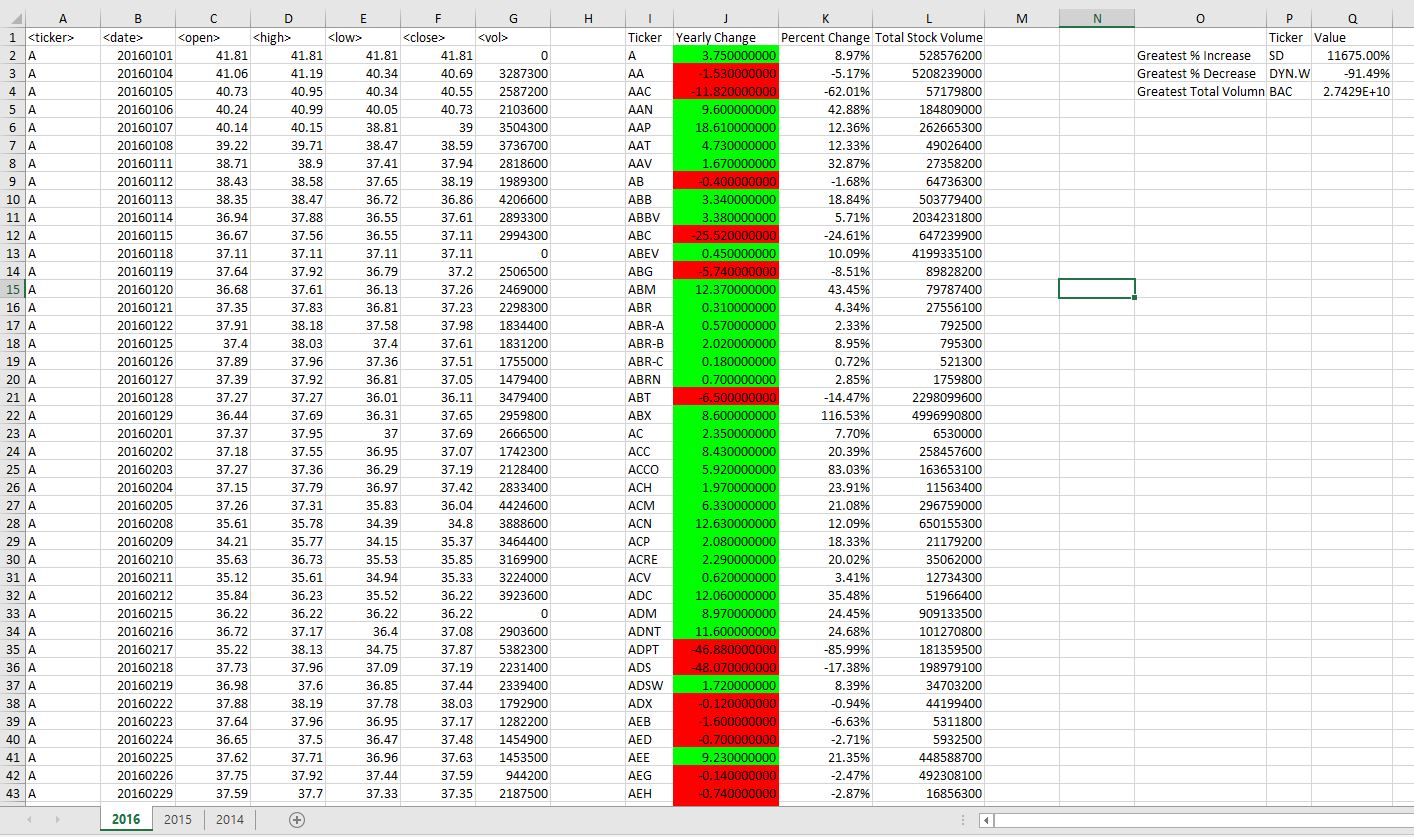 A B C D E F G H I J K L M N O P Q
1 <ticker> <date> <open> <high> <low> <close> <vol> Ticker Yearly Change Percent Change Total Stock Volume Ticker Value
2 A 20160101 41.81 41.81 41.81 41.81 0 A 3.750000000 8.97% 528576200 Greatest % Increase SD 11675.00%
3 A 20160104 41.06 41.19 40.34 40.69 3287300 AA -1.530000000 -5.17% 5208239000 Greatest % Decrease DYN.W -91.49%
4 A 20160105 40.73 40.95 40.34 40.55 2587200 AAC -11.820000000 -62.01% 57179800 Greatest Total Volumn BAC 2.7429E+10
5 A 20160106 40.24 40.99 40.05 40.73 2103600 AAN 9.600000000 42.88% 184809000
6 A 20160107 40.14 40.15 38.81 39 3504300 AAP 18.610000000 12.36% 262665300
7 A 20160108 39.22 39.71 38.47 38.59 3736700 AAT 4.730000000 12.33% 49026400
8 A 20160111 38.71 38.9 37.41 37.94 2818600 AAV 1.670000000 32.87% 27358200
9 A 20160112 38.43 38.58 37.65 38.19 1989300 AB -0.400000000 -1.68% 64736300
10 A 20160113 38.35 38.47 36.72 36.86 4206600 ABB 3.340000000 18.84% 503779400
11 A 20160114 36.94 37.88 36.55 37.61 2893300 ABBV 3.380000000 5.71% 2034231800
12 A 20160115 36.67 37.56 36.55 37.11 2994300 ABC -25.520000000 -24.61% 647239900
13 A 20160118 37.11 37.11 37.11 37.11 0 ABEV 0.450000000 10.09% 4199335100
14 A 20160119 37.64 37.92 36.79 37.2 2506500 ABG -5.740000000 -8.51% 89828200
15 A 20160120 36.68 37.61 36.13 37.26 2469000 ABM 12.370000000 43.45% 79787400
16 A 20160121 37.35 37.83 36.81 37.23 2298300 ABR 0.310000000 4.34% 27556100
17 A 20160122 37.91 38.18 37.58 37.98 1834400 ABR-A 0.570000000 2.33% 792500
18 A 20160125 37.4 38.03 37.4 37.61 1831200 ABR-B 2.020000000 8.95% 795300
19 A 20160126 37.89 37.96 37.36 37.51 1755000 ABR-C 0.180000000 0.72% 521300
20 A 20160127 37.39 37.92 36.81 37.05 1479400 ABRN 0.700000000 2.85% 1759800
21 A 20160128 37.27 37.27 36.01 36.11 3479400 ABT -6.500000000 -14.47% 2298099600
22 A 20160129 36.44 37.69 36.31 37.65 2959800 ABX 8.600000000 116.53% 4996990800
23 A 20160201 37.37 37.95 37 37.69 2666500 AC 2.350000000 7.70% 6530000
24 A 20160202 37.18 37.55 36.95 37.07 1742300 ACC 8.430000000 20.39% 258457600
25 A 20160203 37.27 37.36 36.29 37.19 2128400 ACCO 5.920000000 83.03% 163653100
26 A 20160204 37.15 37.79 36.97 37.42 2833400 ACH 1.970000000 23.91% 11563400
27 A 20160205 37.26 37.31 35.83 36.04 4424600 ACM 6.330000000 21.08% 296759000
28 A 20160208 35.61 35.78 34.39 34.8 3888600 ACN 12.630000000 12.09% 650155300
29 A 20160209 34.21 35.77 34.15 35.37 3464400 ACP 2.080000000 18.33% 21179200
30 A 20160210 35.63 36.73 35.53 35.85 3169900 ACRE 2.290000000 20.02% 35062000
31 A 20160211 35.12 35.61 34.94 35.33 3224000 ACV 0.620000000 3.41% 12734300
32 A 20160212 35.84 36.23 35.52 36.22 3923600 ADC 12.060000000 35.48% 51966400
33 A 20160215 36.22 36.22 36.22 36.22 0 ADM 8.970000000 24.45% 909133500
34 A 20160216 36.72 37.17 36.4 37.08 2903600 ADNT 11.600000000 24.68% 101270800
35 A 20160217 35.22 38.13 34.75 37.87 5382300 ADPT -46.880000000 -85.99% 181359500
36 A 20160218 37.73 37.96 37.09 37.19 2231400 ADS -48.070000000 -17.38% 198979100
37 A 20160219 36.98 37.6 36.85 37.44 2339400 ADSW 1.720000000 8.39% 34703200
38 A 20160222 37.88 38.19 37.78 38.03 1792900 ADX -0.120000000 -0.94% 44199400
39 A 20160223 37.64 37.96 36.95 37.17 1282200 AEB -1.600000000 -6.63% 5311800
40 A 20160224 36.65 37.5 36.47 37.48 1454900 AED -0.700000000 -2.71% 5932500
41 A 20160225 37.62 37.71 36.96 37.63 1453500 AEE 9.230000000 21.35% 448588700
42 A 20160226 37.75 37.92 37.44 37.59 944200 AEG -0.140000000 -2.47% 492308100
43 A 20160229 37.59 37.7 37.33 37.35 2187500 AEH -0.740000000 -2.87% 16856300
2016 2015 2014